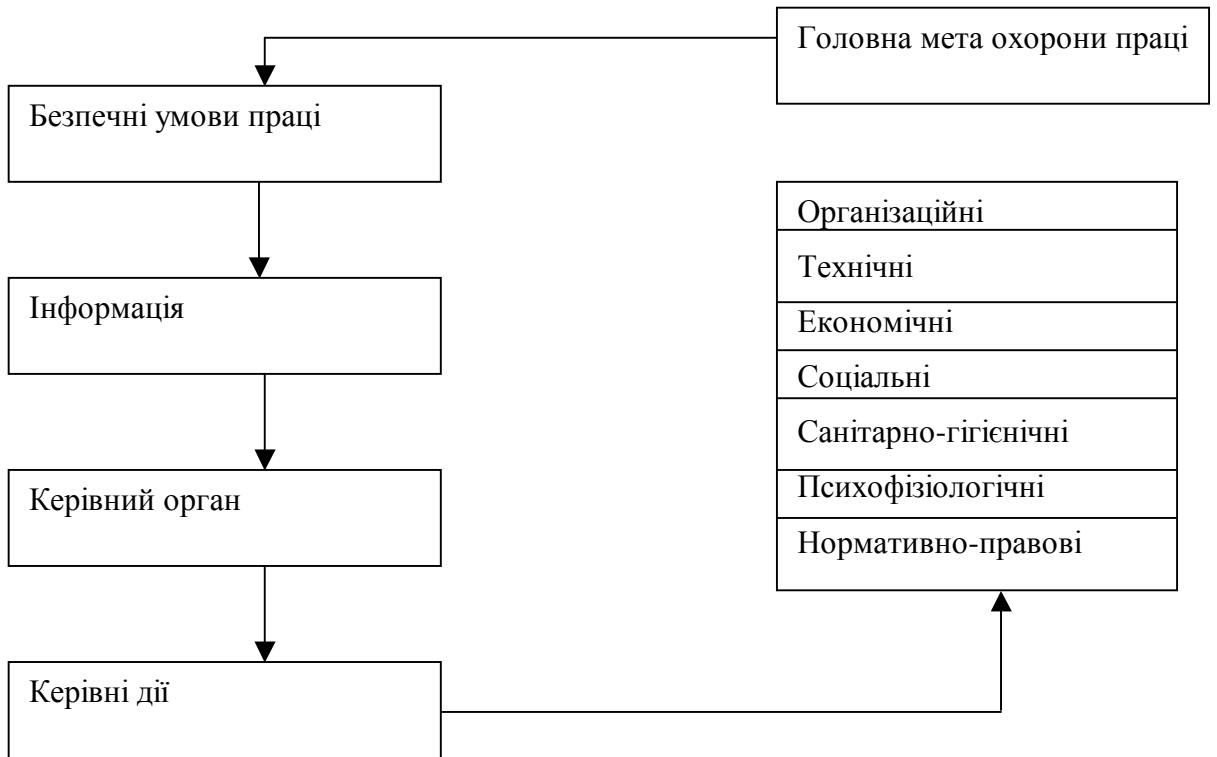 Головна мета охорони праці
Безпечні умови праці
Інформація
Керівний орган
Керівні дії
Організаційні
Технічні
Економічні
Соціальні
Санітарно-гігієнічні
Психофізіологічні
Нормативно-правові